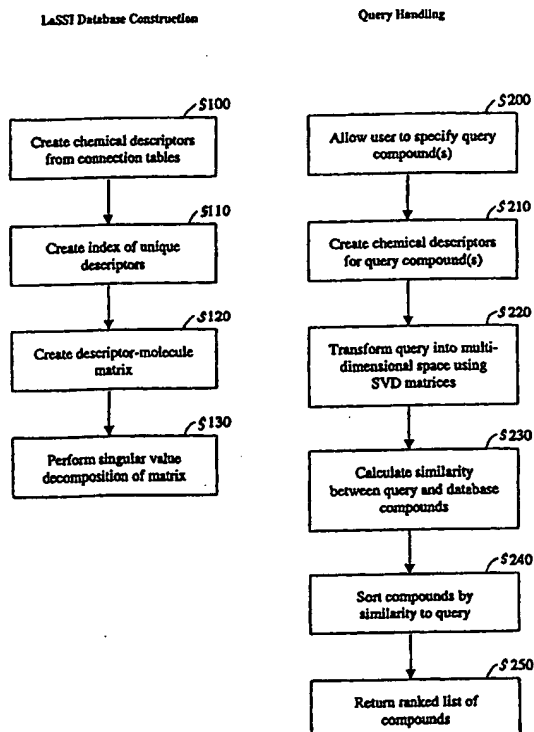 LaSSI Database Construction
S100
Create chemical descriptors
from connection tables
S110
Create index of unique
descriptors
S120
Create descriptor-molecule
matrix
S130
Perform singular value
decomposition of matrix
Query Handling
S200
Allow user to specify query
compound(s)
S210
Create chemical descriptors
for query compound(s)
S220
Transform query into multi-
dimensional space using
SVD matrices
S230
Calculate similarity
between query and database
compounds
S240
Sort compounds by
similarity to query
S250
Return ranked list of
compounds